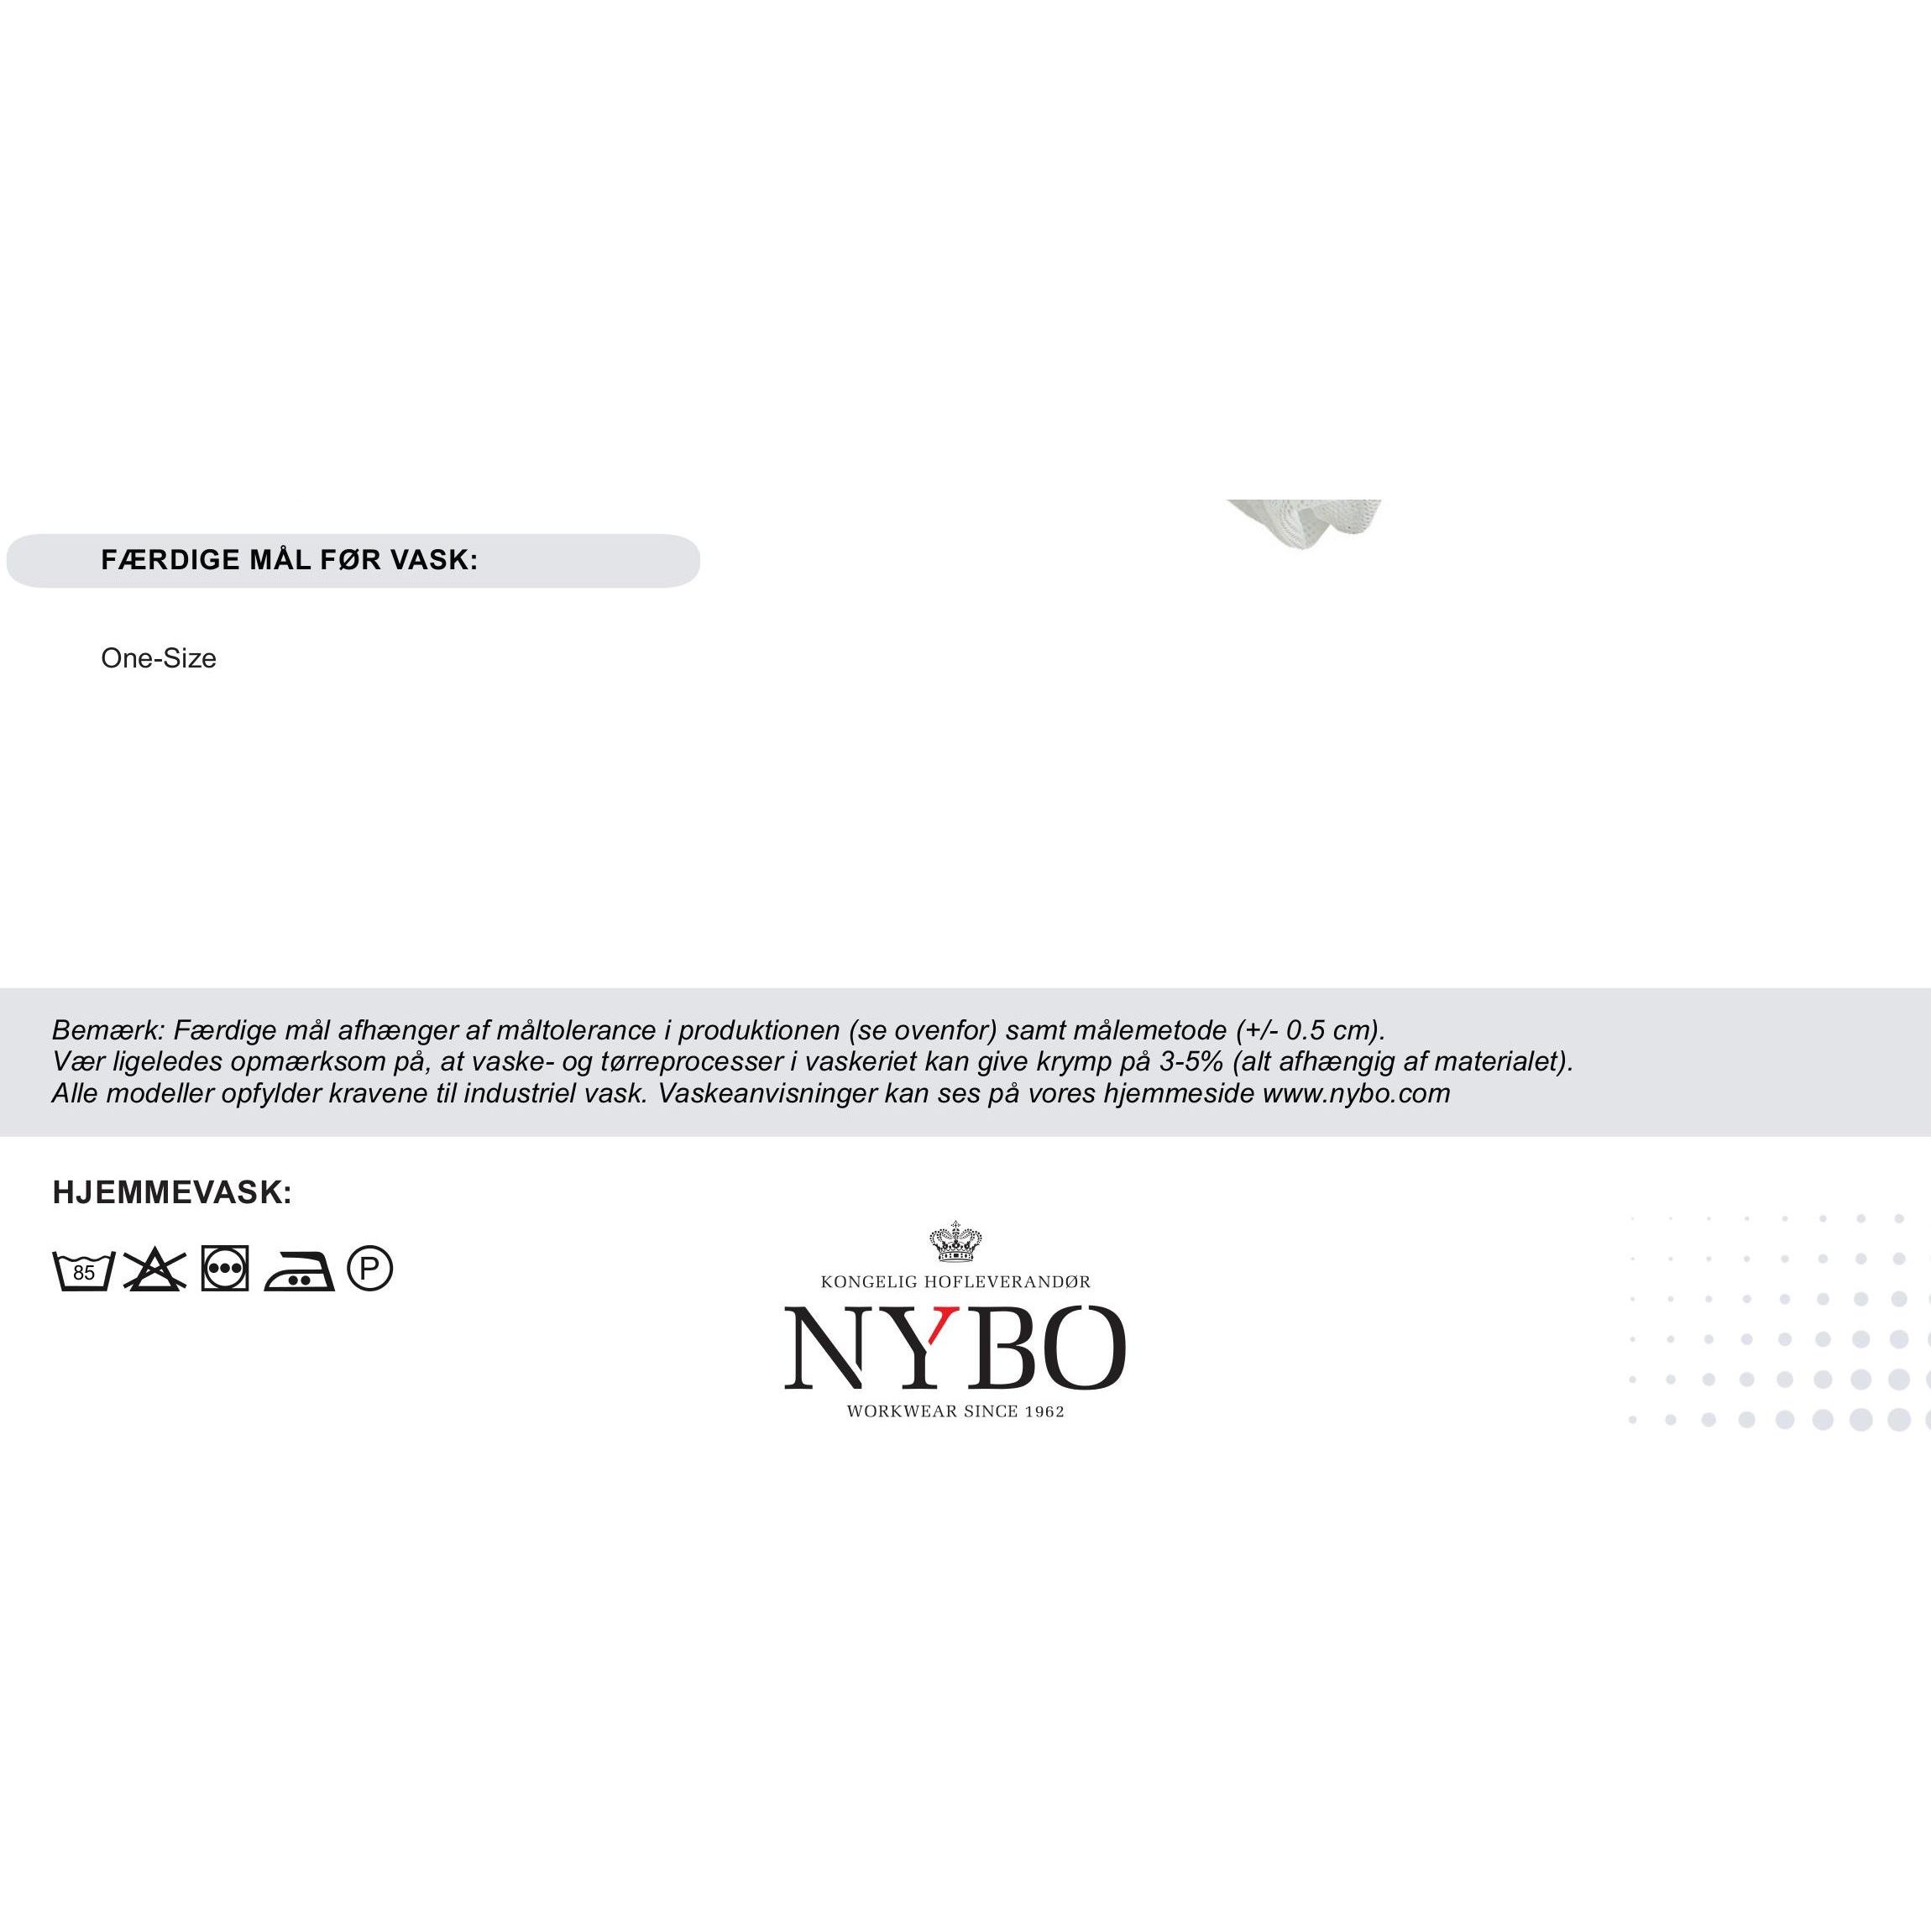 FÆRDIGE MÅL FØR VASK:
One-Size
Bemærk: Færdige mål afhænger af måltolerance i produktionen (se ovenfor) samt målemetode (+/- 0.5 cm).
Vær ligeledes opmærksom på, at vaske- og tørreprocesser i vaskeriet kan give krymp på 3-5% (alt afhængig af materialet).
Alle modeller opfylder kravene til industriel vask. Vaskeanvisninger kan ses på vores hjemmeside www.nybo.com
HJEMMEVASK:
85 P
KONGELIG HOFLEVERANDØR
NYBO
WORKWEAR SINCE 1962